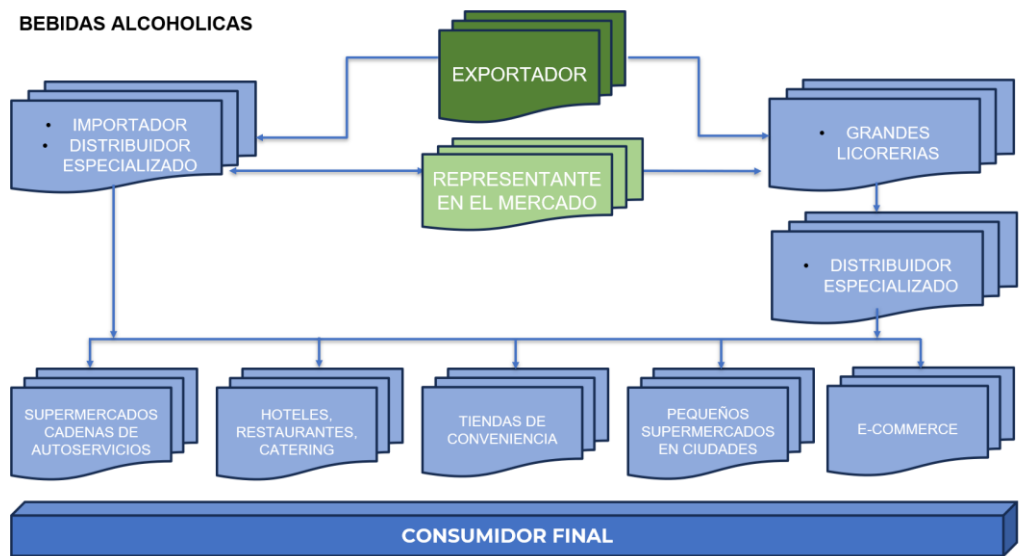 BEBIDAS ALCOHOLICAS
EXPORTADOR
• IMPORTADOR
• DISTRIBUIDOR
ESPECIALIZADO
• GRANDES
LICORERIAS
REPRESENTANTE
EN EL MERCADO
• DISTRIBUIDOR
ESPECIALIZADO
SUPERMERCADOS
CADENAS DE
AUTOSERVICIOS
HOTELES,
RESTAURANTES,
CATERING
TIENDAS DE
CONVENIENCIA
PEQUEÑOS
SUPERMERCADOS
EN CIUDADES
E-COMMERCE
CONSUMIDOR FINAL